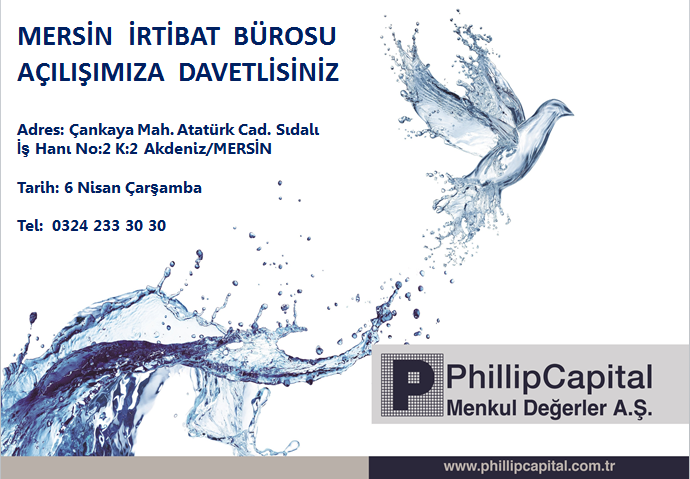 MERSİN İRTİBAT BÜROSU
AÇILIŞIMIZA DAVETLİSİNİZ
Adres: Çankaya Mah. Atatürk Cad. Sıdalı
İş Hanı No:2 K:2 Akdeniz/MERSİN
Tarih: 6 Nisan Çarşamba
Tel: 0324 233 30 30
P
PhillipCapital
Menkul Değerler A.Ş.
www.phillipcapital.com.tr